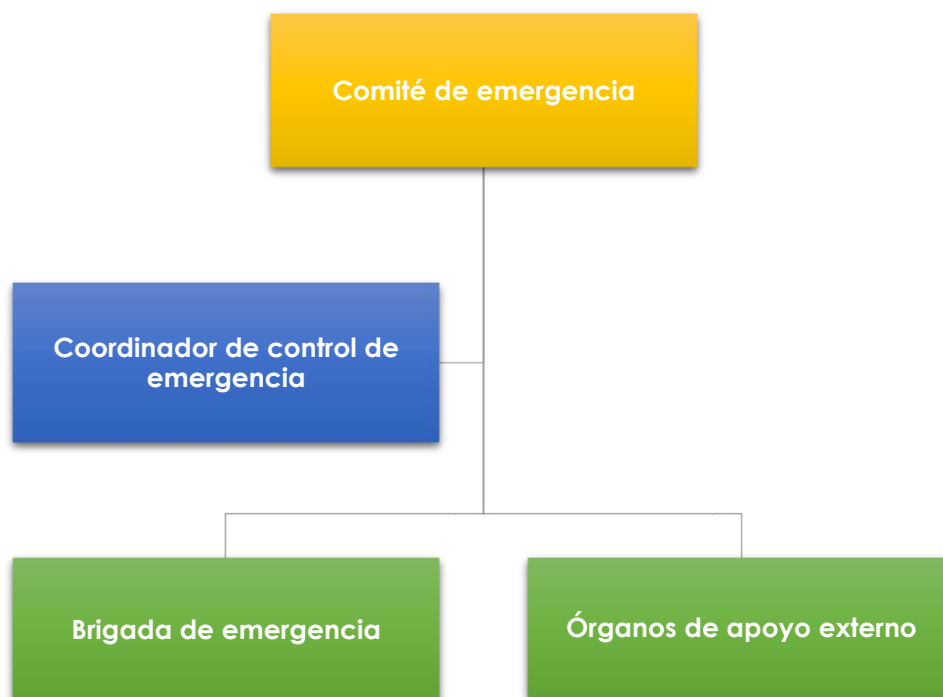 Comité de emergencia
Coordinador de control de
emergencia
Brigada de emergencia
Órganos de apoyo externo